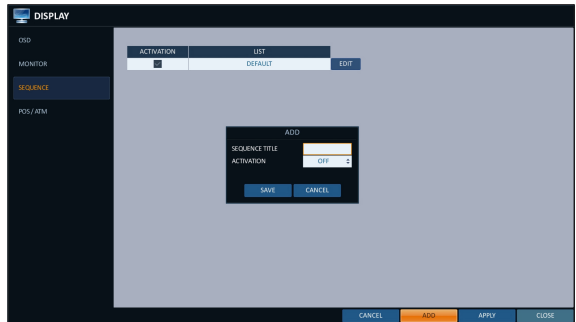 DISPLAY
OSD
MONITOR
SEQUENCE
POS / ATM
ACTIVATION LIST
DEFAULT EDIT
ADD
SEQUENCE TITLE
ACTIVATION OFF
SAVE CANCEL
CANCEL ADD APPLY CLOSE